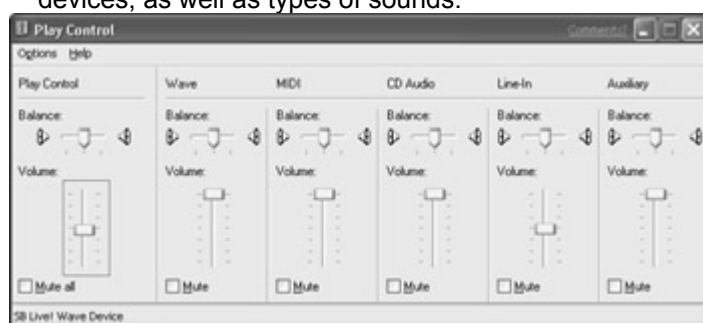 devices, as well as types of sounds.
Play Control
Comments!
Options Help
Play Control Wave MIDI CD Audio Line-In Auxiliary
Balance: Balance: Balance: Balance: Balance: Balance:
Volume: Volume: Volume: Volume: Volume: Volume:
Mute all Mute Mute Mute Mute Mute
SB Live! Wave Device